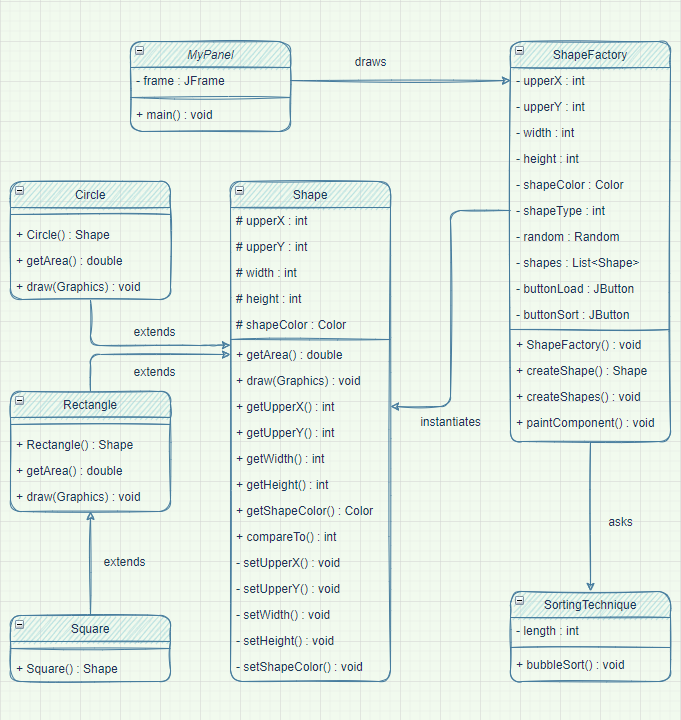 MyPanel
- frame : JFrame
+ main() : void
draws
ShapeFactory
- upperX : int
- upperY : int
- width : int
- height : int
- shapeColor : Color
- shapeType : int
- random : Random
- shapes : List<Shape>
- buttonLoad : JButton
- buttonSort : JButton
+ ShapeFactory() : void
+ createShape() : Shape
+ createShapes() : void
+ paintComponent() : void
Circle
+ Circle() : Shape
+ getArea() : double
+ draw(Graphics) : void
extends
extends
Shape
# upperX : int
# upperY : int
# width : int
# height : int
# shapeColor : Color
+ getArea() : double
+ draw(Graphics) : void
+ getUpperX() : int
+ getUpperY() : int
+ getWidth() : int
+ getHeight() : int
+ getShapeColor() : Color
+ compareTo() : int
- setUpperX() : void
- setUpperY() : void
- setWidth() : void
- setHeight() : void
- setShapeColor() : void
instantiates
Rectangle
+ Rectangle() : Shape
+ getArea() : double
+ draw(Graphics) : void
extends
asks
Square
+ Square() : Shape
SortingTechnique
- length : int
+ bubbleSort() : void